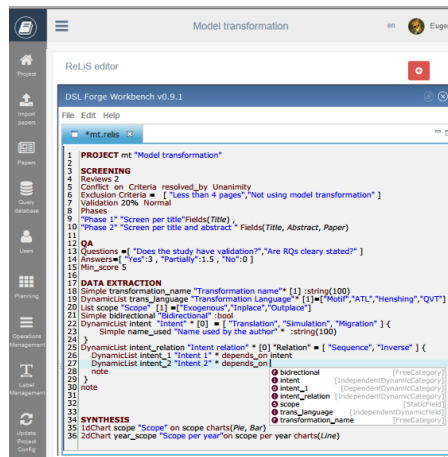 Model transformation
en
Euge
Project
Import
papers
Papers
Query
database
Users
Planning
Operations
Management
Label
Management
Update
Project
Config
ReLiS editor
DSL Forge Workbench v0.9.1
File Edit Help
*mt.relis
1 PROJECT mt "Model transformation"
2
3 SCREENING
4 Reviews 2
5 Conflict on Criteria resolved_by Unanimity
6 Exclusion Criteria = [ "Less than 4 pages","Not using model transformation" ]
7 Validation 20% Normal
8 Phases
9 "Phase 1" "Screen per title"Fields(Title) ,
10 "Phase 2" "Screen per title and abstract " Fields(Title, Abstract, Paper)
11
12 QA
13 Questions =[ "Does the study have validation?","Are RQs cleary stated?" ]
14 Answers=[ "Yes":3 , "Partially":1.5 , "No":0 ]
15 Min_score 5
16
17 DATA EXTRACTION
18 Simple transformation_name "Transformation name"* [1] :string(100)
19 DynamicList trans_language "Transformation Language"* [1]=["Motif","ATL","Henshing","QVT"]
20 List scope "Scope" [1] =["Exogenous","Inplace","Outplace"]
21 Simple bidirectional "Bidirectional" :bool
22 DynamicList intent "Intent" * [0] = [ "Translation", "Simulation", "Migration" ] {
23 Simple name_used "Name used by the author" * :string(100)
24 }
25 DynamicList intent_relation "Intent relation" * [0] "Relation" = [ "Sequence", "Inverse" ] {
26 DynamicList intent_1 "Intent 1" * depends_on intent
27 DynamicList intent_2 "Intent 2" * depends_on
28 note
29 }
30 note
31
32
33
34 SYNTHESIS
35 1dChart scope "Scope" on scope charts(Pie, Bar)
36 2dChart year_scope "Scope per year"on scope per year charts(Line)
bidirectional [FreeCategory]
intent [IndependentDynamicCategory]
intent_1 [DependentDynamicCategory]
intent_relation [IndependentDynamicCategory]
scope [StaticField]
trans_language [IndependentDynamicField]
transformation_name [FreeCategory]